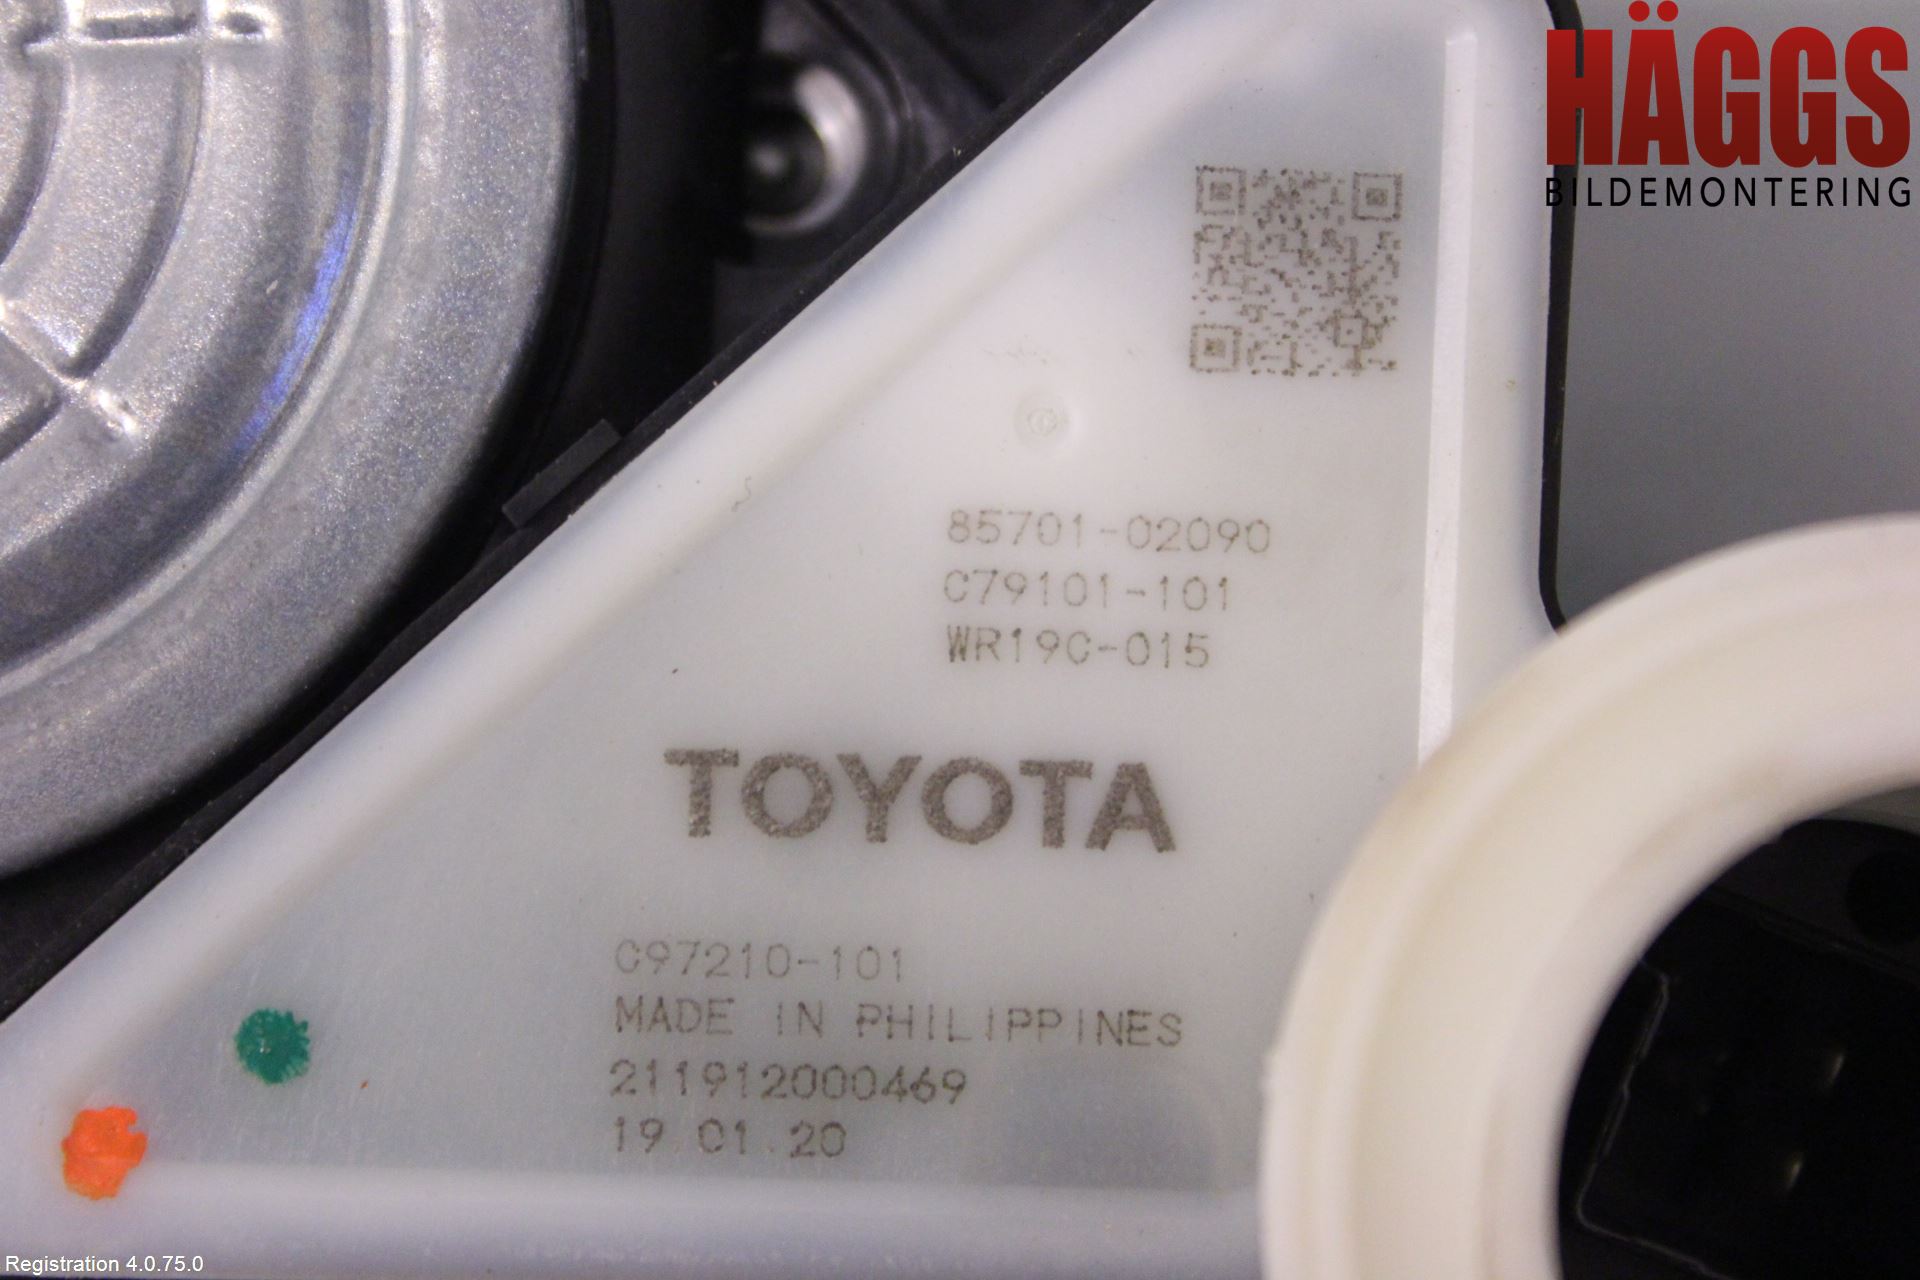 HÄGGS
BILDEMONTERING
85701-02090
C79101-101
WR19C-015
TOYOTA
C97210-101
MADE IN PHILIPPINES
211912000469
19.01.20
Registration 4.0.75.0